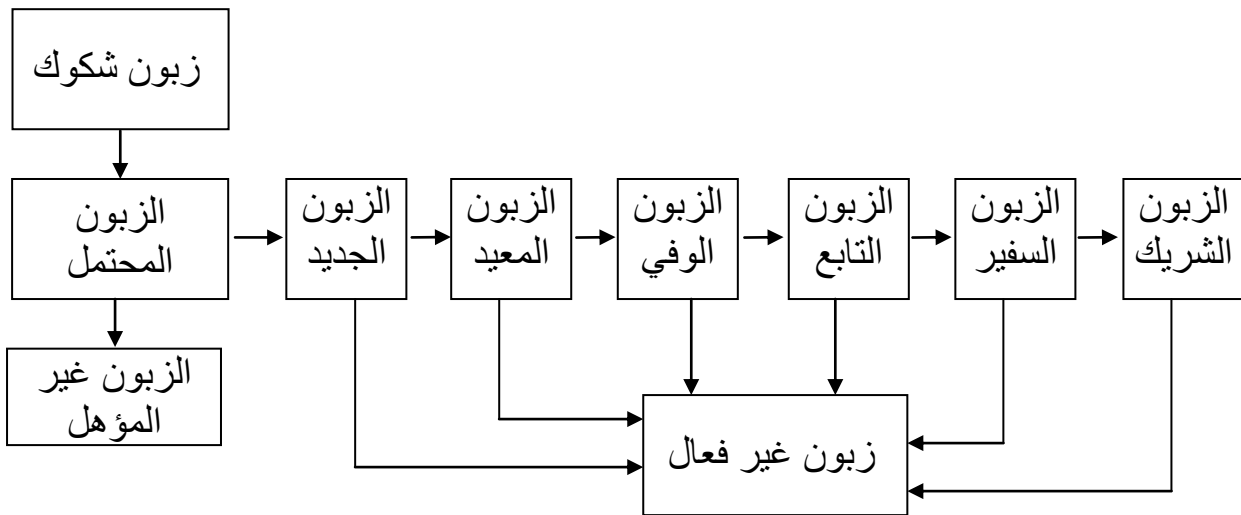 زبون شكوك
الزبون
المحتمل
الزبون
الجديد
الزبون
المعيد
الزبون
الوفي
الزبون
التابع
الزبون
السفير
الزبون
الشريك
الزبون غير
المؤهل
زبون غير فعال